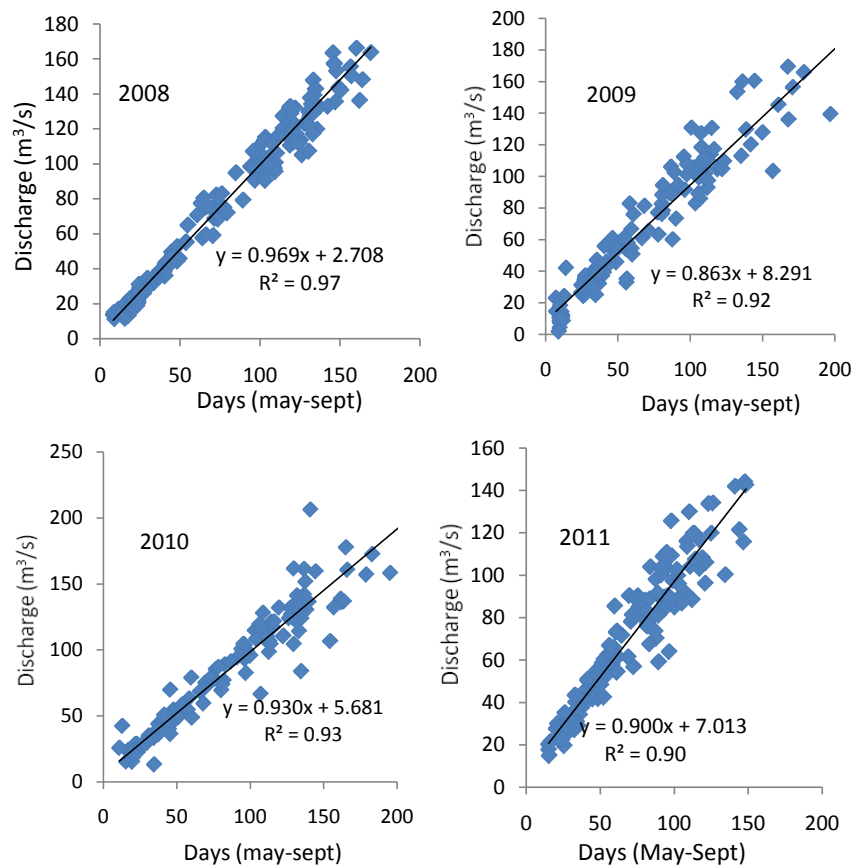 180
160
140
120
100
80
60
40
20
0
Discharge (m³/s)
2008
y = 0.969x + 2.708
R² = 0.97
0 50 100 150 200
Days (may-sept)
180
160
140
120
100
80
60
40
20
0
Discharge (m³/s)
2009
y = 0.863x + 8.291
R² = 0.92
0 50 100 150 200
Days (may-sept)
250
200
150
100
50
0
Discharge (m³/s)
2010
y = 0.930x + 5.681
R² = 0.93
0 50 100 150 200
Days (may-sept)
160
140
120
100
80
60
40
20
0
Discharge (m³/s)
2011
y = 0.900x + 7.013
R² = 0.90
0 50 100 150 200
Days (May-Sept)